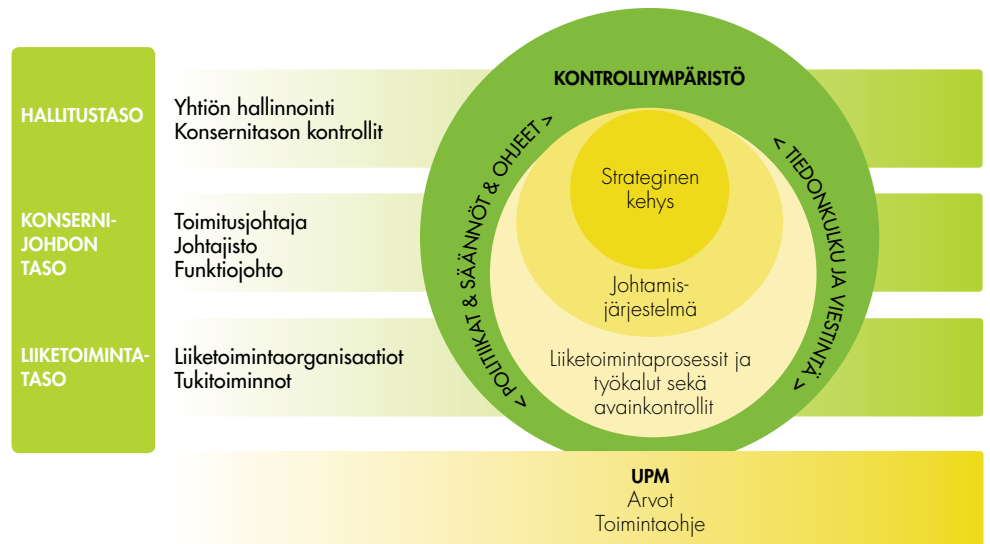 HALLITUSTASO
Yhtiön hallinnointi
Konsernitason kontrollit
KONSERNI-
JOHDON
TASO
Toimitusjohtaja
Johtajisto
Funktiojohto
LIIKETOIMINTA-
TASO
Liiketoimintaorganisaatiot
Tukitoiminnot
KONTROLLIYMPÄRISTÖ
< POLITIIKAT & SÄÄNNÖT & OHJEET >
< TIEDONKULKU JA VIESTINTÄ >
Strateginen
kehys
Johtamis-
järjestelmä
Liiketoimintaprosessit ja
työkalut sekä
avainkontrollit
UPM
Arvot
Toimintaohje